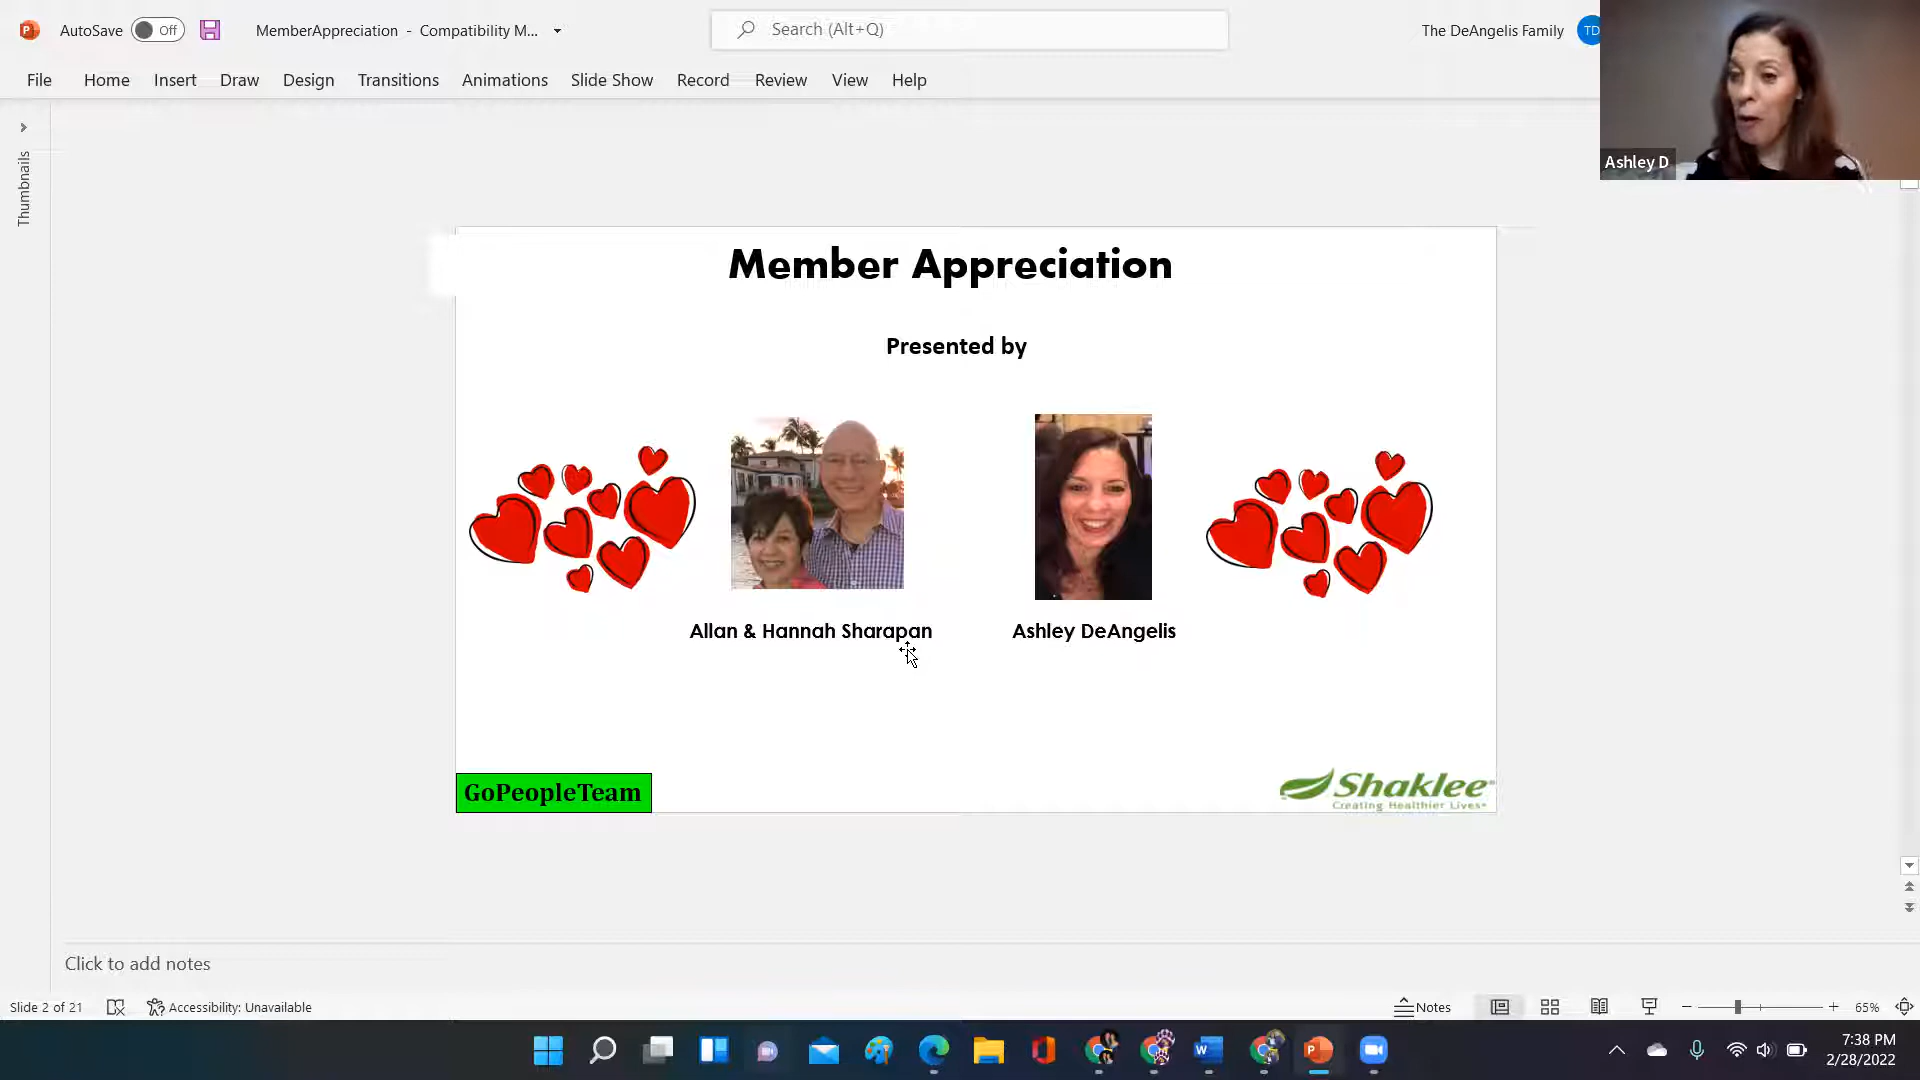 AutoSave Off MemberAppreciation - Compatibility M... Search (Alt+Q) The DeAngelis Family TD
File Home Insert Draw Design Transitions Animations Slide Show Record Review View Help
Ashley D
Thumbnails
Member Appreciation
Presented by
Allan & Hannah Sharapan Ashley DeAngelis
GoPeopleTeam
Shaklee
Creating Healthier Lives
Click to add notes
Slide 2 of 21 Accessibility: Unavailable Notes 65%
7:38 PM
2/28/2022